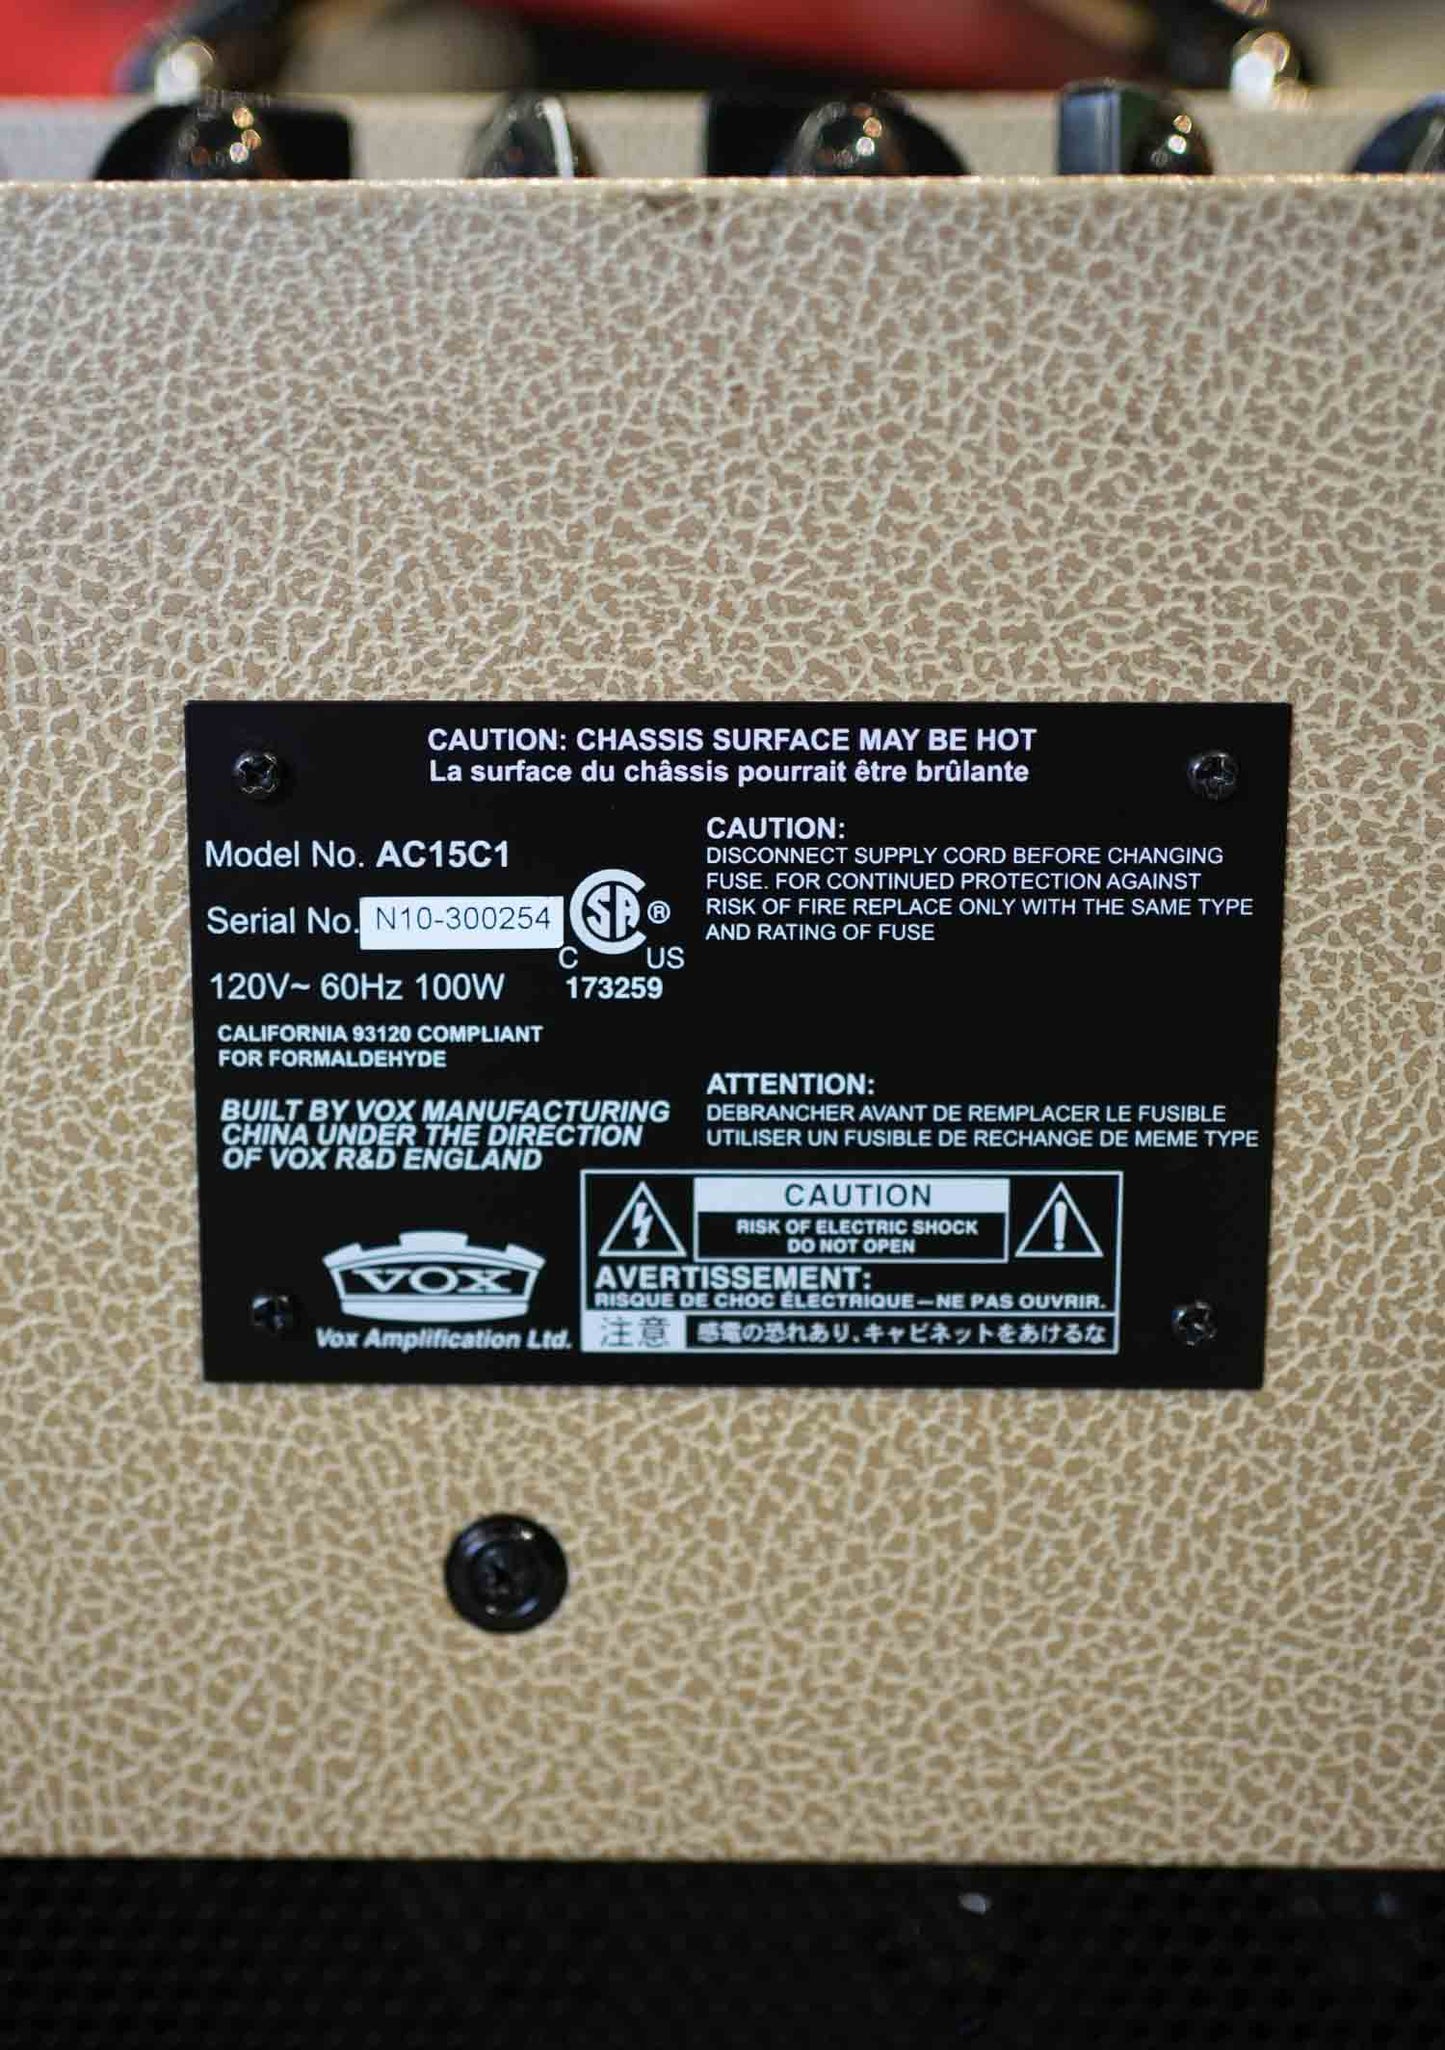 CAUTION: CHASSIS SURFACE MAY BE HOT
La surface du châssis pourrait être brûlante
Model No. AC15C1
Serial No. N10-300254
120V~ 60Hz 100W
SA ®
C US
173259
CALIFORNIA 93120 COMPLIANT
FOR FORMALDEHYDE
BUILT BY VOX MANUFACTURING
CHINA UNDER THE DIRECTION
OF VOX R&D ENGLAND
VOX
Vox Amplification Ltd.
CAUTION:
DISCONNECT SUPPLY CORD BEFORE CHANGING
FUSE. FOR CONTINUED PROTECTION AGAINST
RISK OF FIRE REPLACE ONLY WITH THE SAME TYPE
AND RATING OF FUSE
ATTENTION:
DEBRANCHER AVANT DE REMPLACER LE FUSIBLE
UTILISER UN FUSIBLE DE RECHANGE DE MEME TYPE
CAUTION
RISK OF ELECTRIC SHOCK
DO NOT OPEN
AVERTISSEMENT:
RISQUE DE CHOC ÉLECTRIQUE—NE PAS OUVRIR.
注意 感電の恐れあり、キャビネットをあけるな